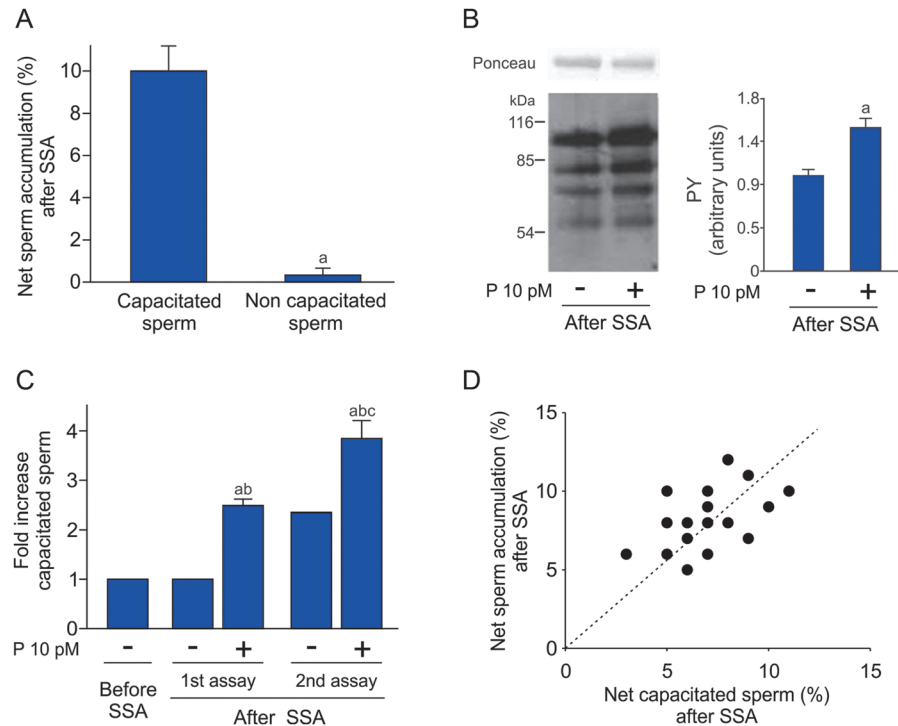 A
Net sperm accumulation (%)
after SSA
10
8
6
4
2
0
a
Capacitated
sperm
Non capacitated
sperm
B
Ponceau
kDa
116
85
54
P 10 pM
-
+
After SSA
PY
(arbitrary units)
1.8
1.4
0.9
1.5
0
a
P 10 pM
-
+
After SSA
C
Fold increase
capacitated sperm
4
3
2
1
0
ab
abc
P 10 pM
-
-
+
-
+
Before
SSA
1st assay
2nd assay
After SSA
D
Net sperm accumulation (%)
after SSA
15
10
5
0
0
5
10
15
Net capacitated sperm (%)
after SSA